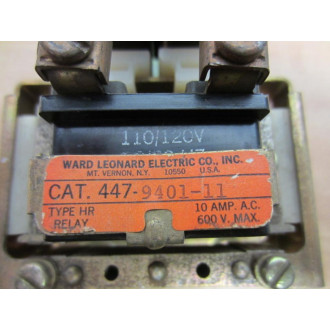 110/120V
WARD LEONARD ELECTRIC CO., INC.
MT. VERNON, N.Y. 10550 U.S.A.
CAT. 447-9401-11
TYPE HR 10 AMP. A.C.
RELAY 600 V. MAX.